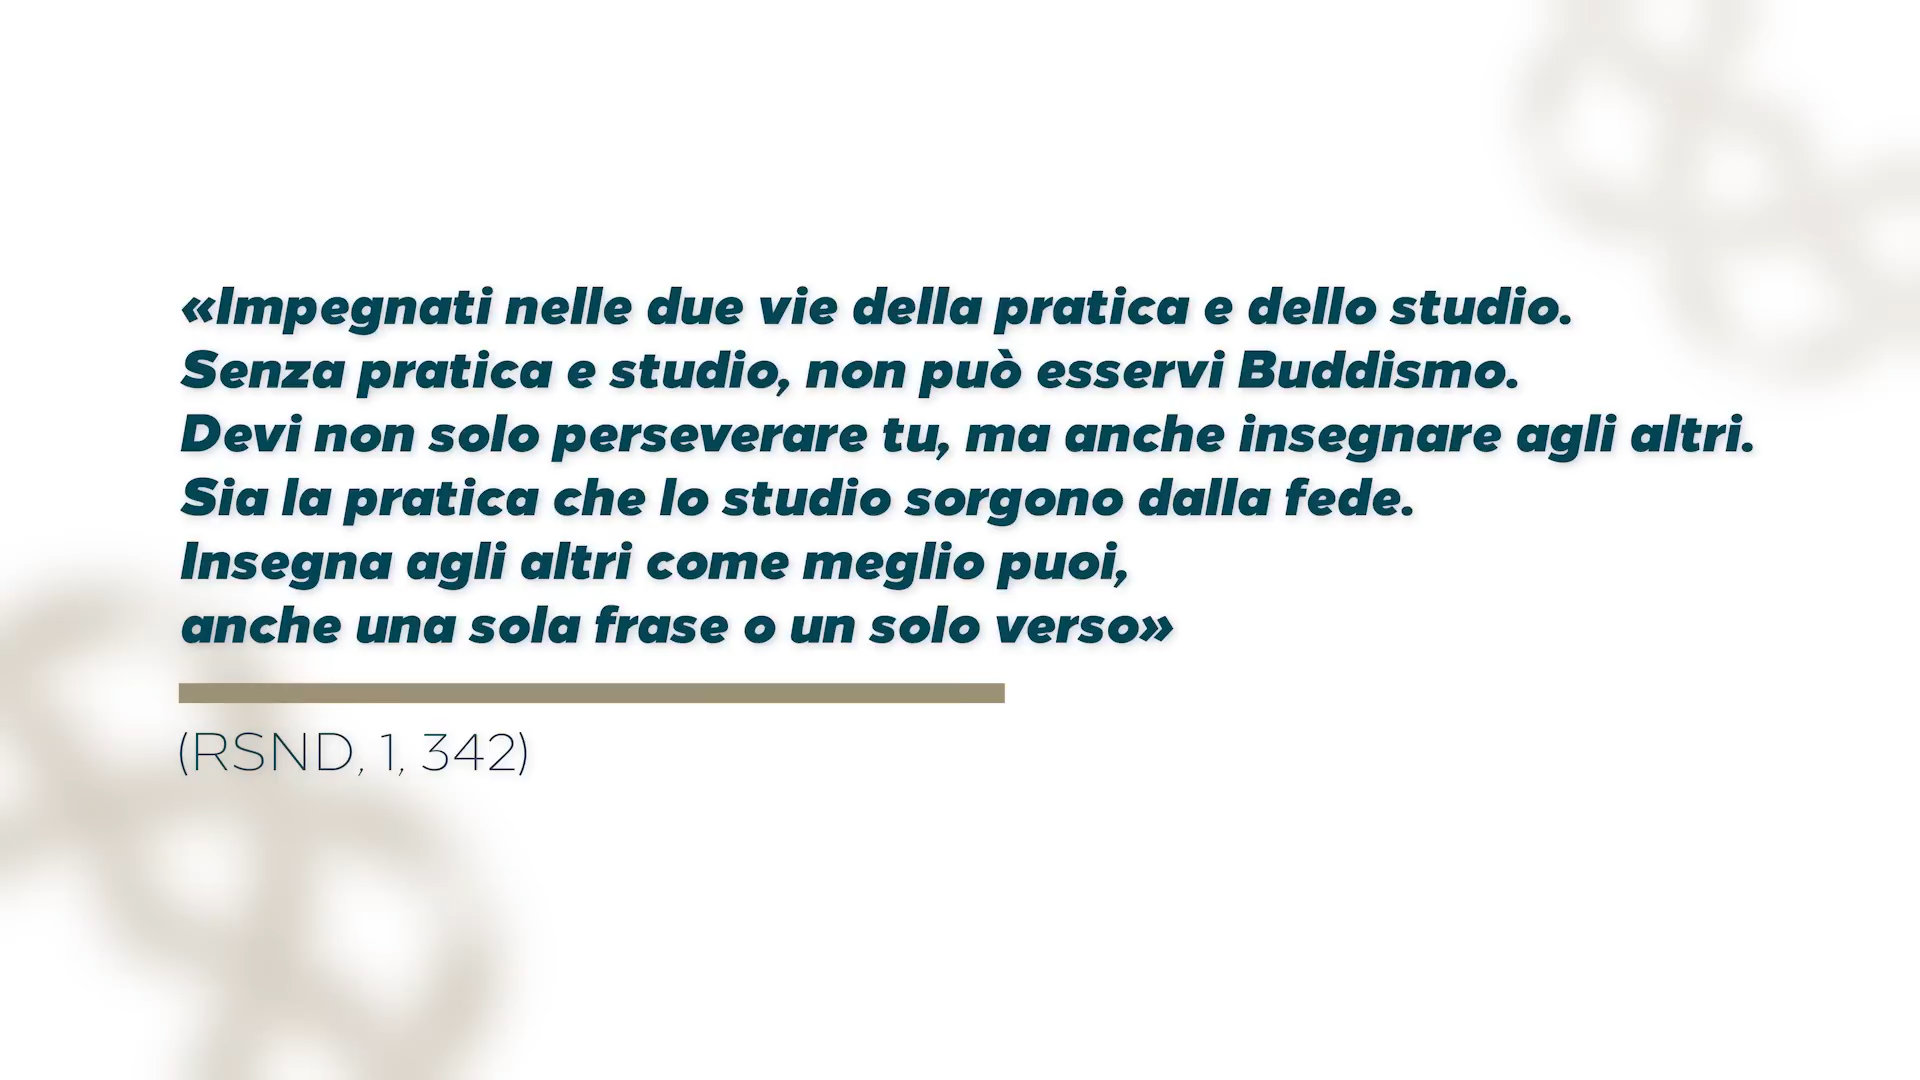 «Impegnati nelle due vie della pratica e dello studio.
Senza pratica e studio, non può esservi Buddismo.
Devi non solo perseverare tu, ma anche insegnare agli altri.
Sia la pratica che lo studio sorgono dalla fede.
Insegna agli altri come meglio puoi,
anche una sola frase o un solo verso»
(RSND, 1, 342)